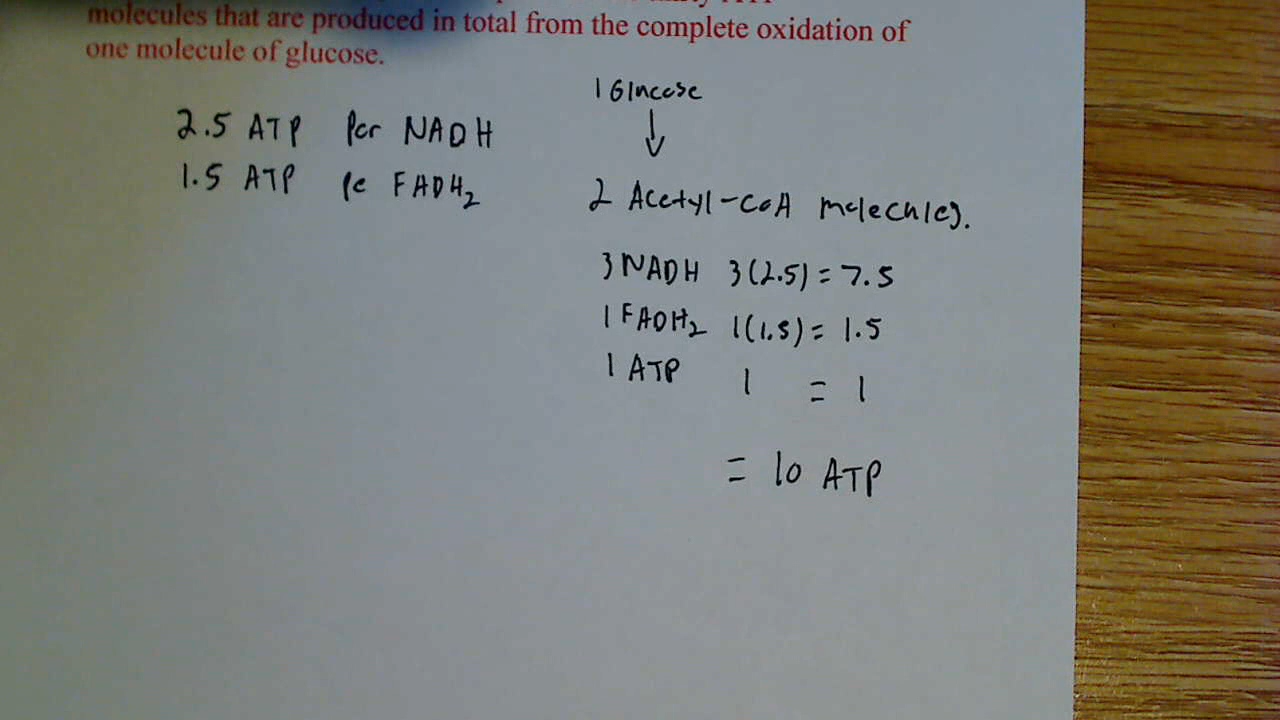 molecules that are produced in total from the complete oxidation of
one molecule of glucose.
1 Glucose
2.5 ATP Per NADH
1.5 ATP Pe FADH2
2 Acetyl-CoA molecules.
3 NADH 3(2.5) = 7.5
1 FADH2 1(1.5) = 1.5
1 ATP 1 = 1
= 10 ATP